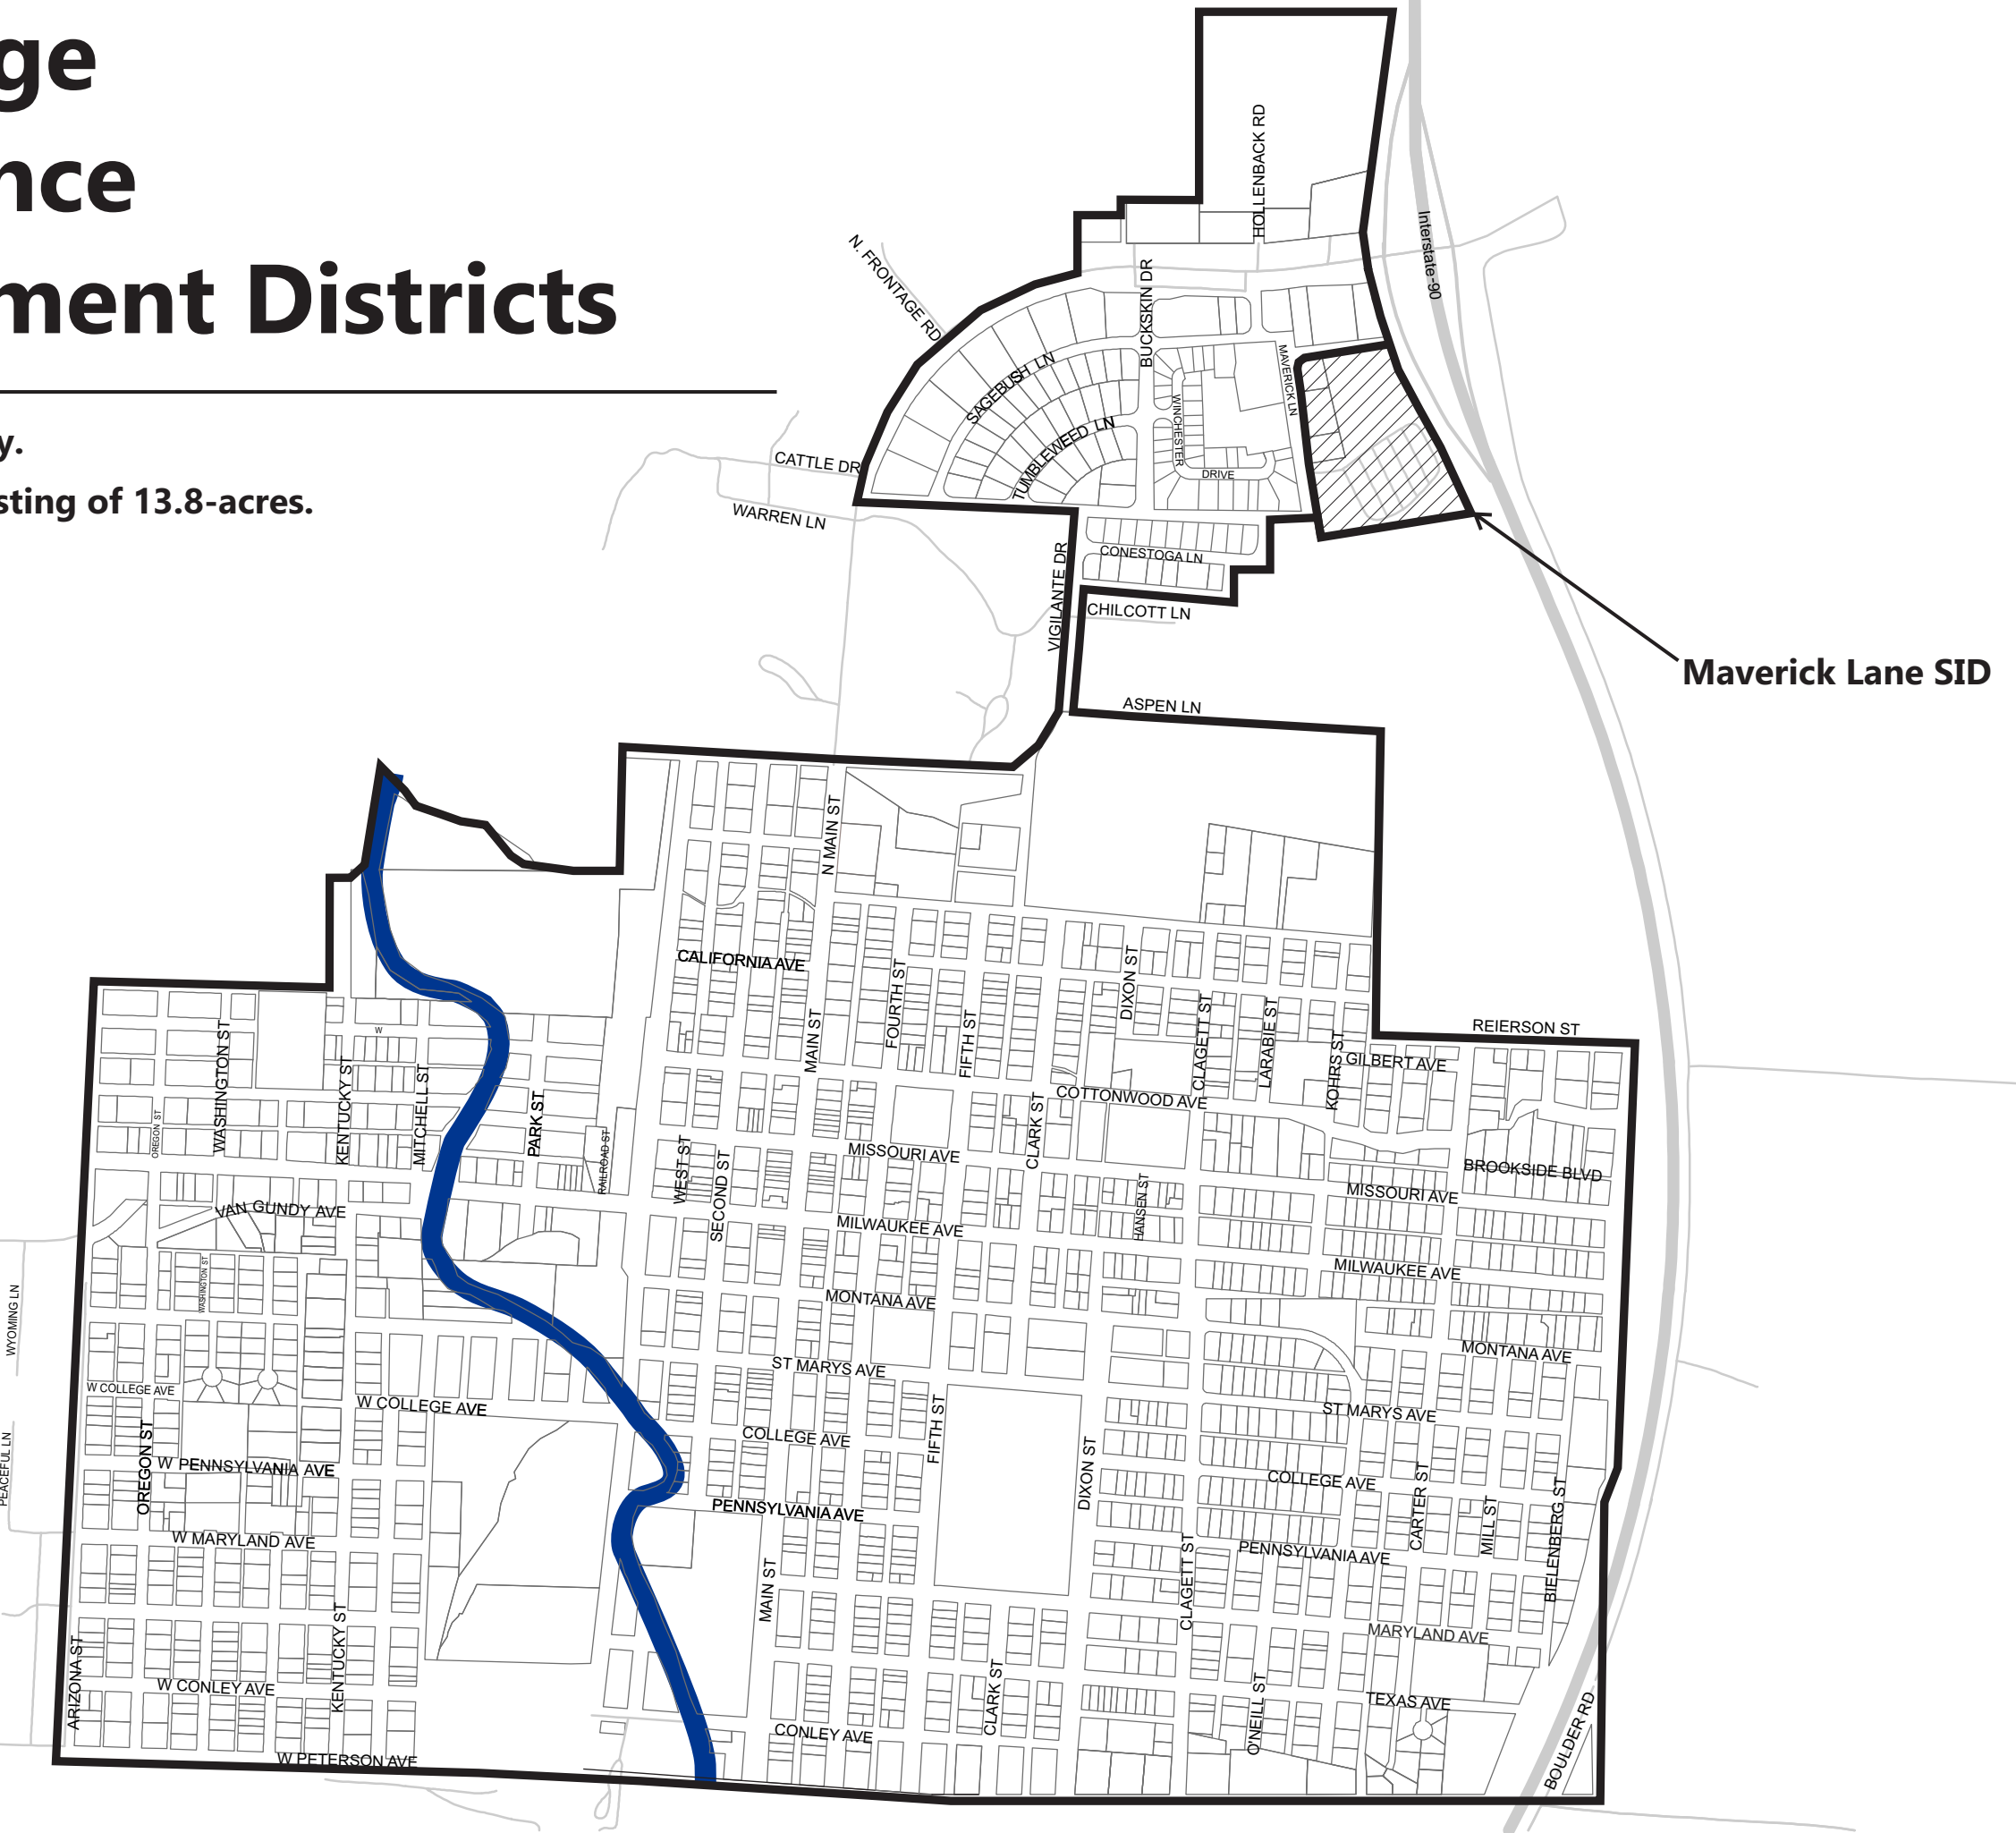 ge
nce
ment Districts
y.
sting of 13.8-acres.
HOLLENBACK RD
Interstate-90
N. FRONTAGE RD
BUCKSKIN DR
SAGEBUSH LN
MAVERICK LN
WINCHESTER
TUMBLEWEED LN
CATTLE DR
DRIVE
WARREN LN
CONESTOGA LN
VIGILANTE DR
CHILCOTT LN
Maverick Lane SID
ASPEN LN
N MAIN ST
CALIFORNIA AVE
FOURTH ST
DIXON ST
MAIN ST
FIFTH ST
CLAGETT ST
LARABIE ST
KOHRS ST
REIERSON ST
GILBERT AVE
W
WASHINGTON ST
KENTUCKY ST
MITCHELL ST
OREGON ST
PARK ST
RAILROAD ST
COTTONWOOD AVE
CLARK ST
WEST ST
SECOND ST
MISSOURI AVE
HANSEN ST
MISSOURI AVE
BROOKSIDE BLVD
VAN GUNDY AVE
MILWAUKEE AVE
MILWAUKEE AVE
WASHINGTON ST
WYOMING LN
MONTANA AVE
MONTANA AVE
ST MARYS AVE
W COLLEGE AVE
W COLLEGE AVE
ST MARYS AVE
FIFTH ST
COLLEGE AVE
DIXON ST
PEACEFUL LN
OREGON ST
W PENNSYLVANIA AVE
COLLEGE AVE
CARTER ST
MILL ST
BIELENBERG ST
PENNSYLVANIA AVE
W MARYLAND AVE
PENNSYLVANIA AVE
MAIN ST
CLAGETT ST
MARYLAND AVE
KENTUCKY ST
ARIZONA ST
W CONLEY AVE
CLARK ST
O'NEILL ST
TEXAS AVE
BOULDER RD
CONLEY AVE
W PETERSON AVE